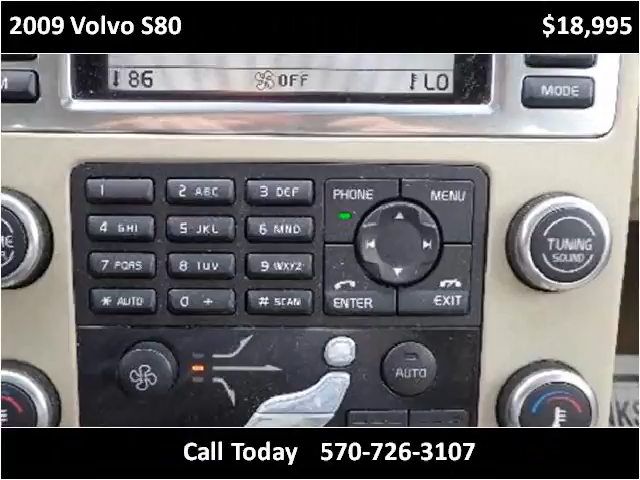 2009 Volvo S80 $18,995
86 OFF LO
MODE
1 2 ABC 3 DEF PHONE MENU
4 GHI 5 JKL 6 MNO
TUNING
SOUND
7 PQRS 8 TUV 9 WXYZ
* AUTO 0 + # SCAN ENTER EXIT
AUTO
Call Today 570-726-3107